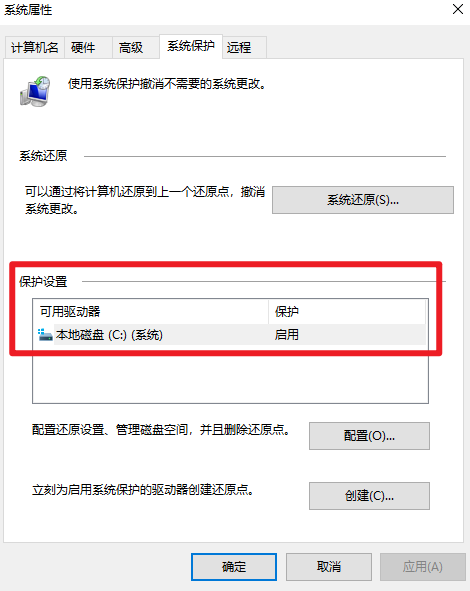 系统属性
计算机名 硬件 高级 系统保护 远程
使用系统保护撤消不需要的系统更改。
系统还原
可以通过将计算机还原到上一个还原点，撤消
系统更改。
系统还原(S)...
保护设置
可用驱动器 保护
本地磁盘 (C:) (系统) 启用
配置还原设置、管理磁盘空间，并且删除还原点。
配置(O)...
立刻为启用系统保护的驱动器创建还原点。
创建(C)...
确定 取消 应用(A)